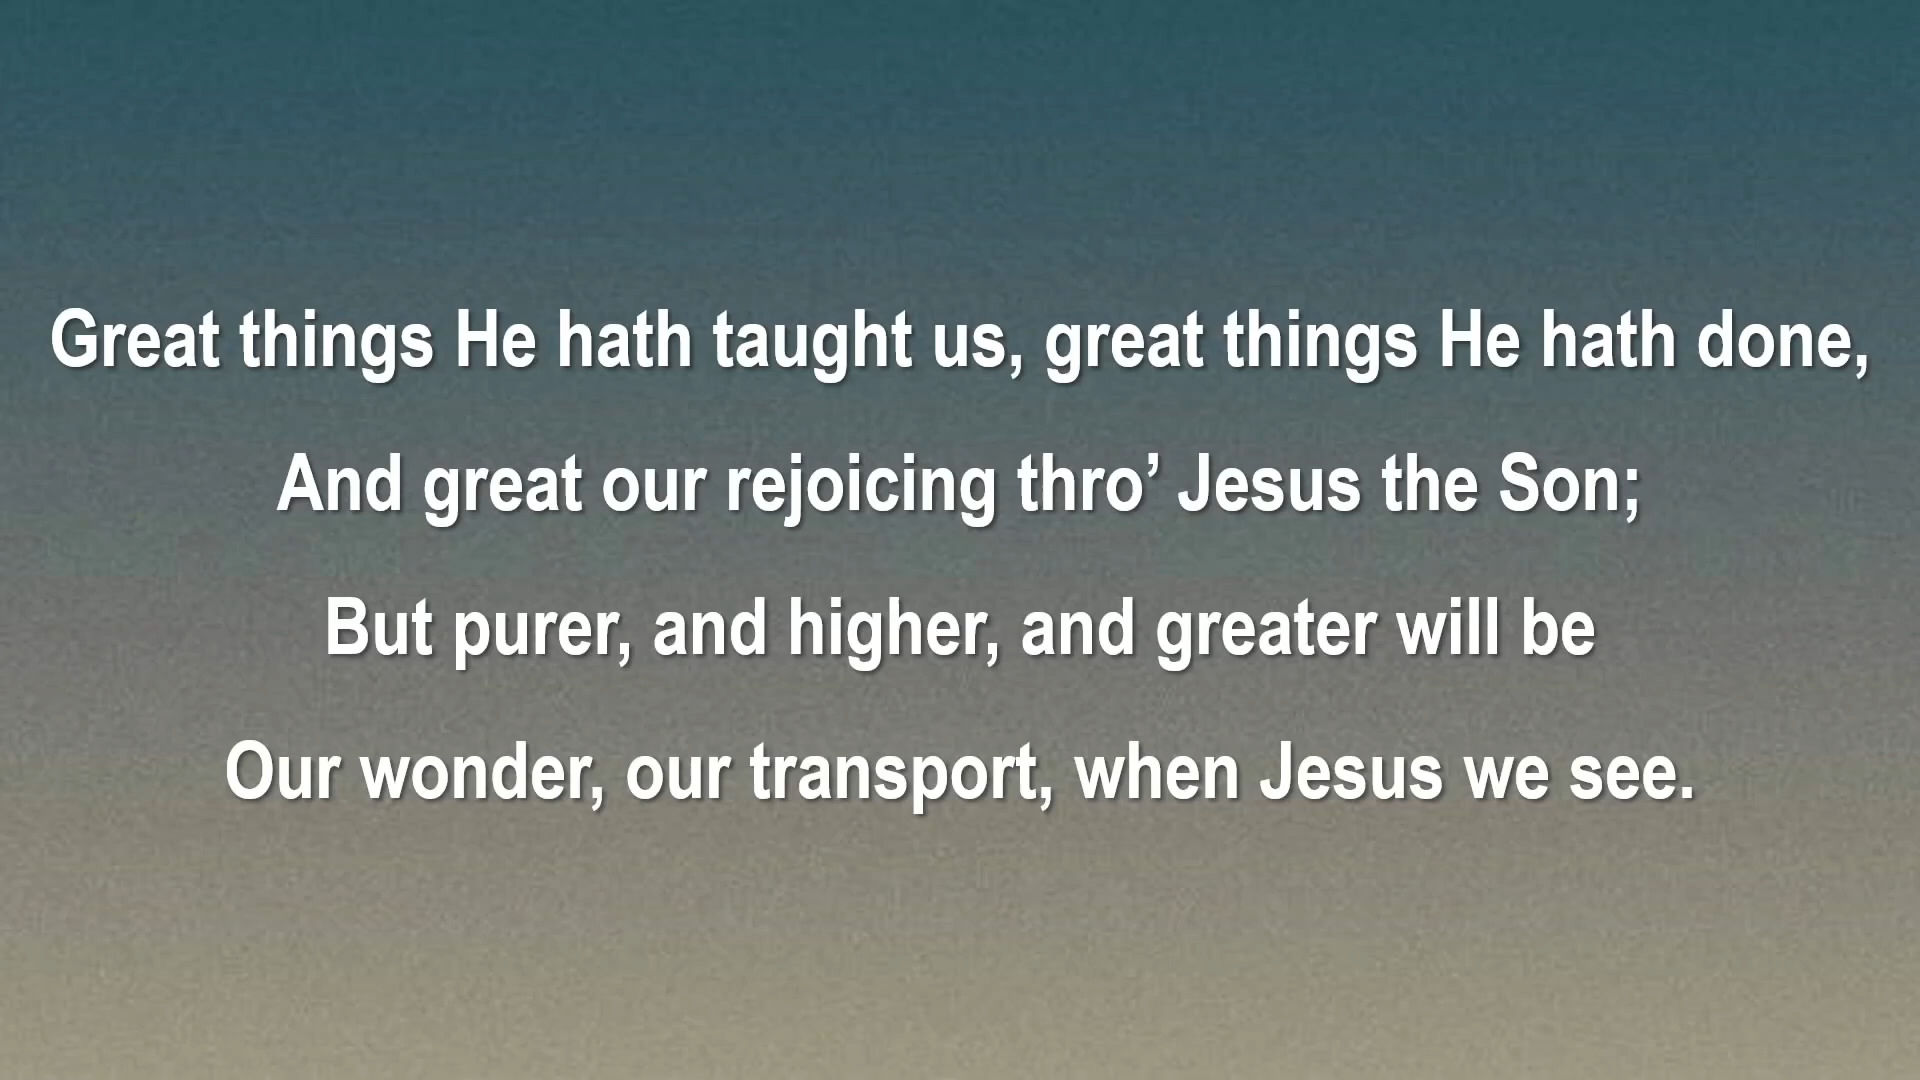 Great things He hath taught us, great things He hath done,
And great our rejoicing thro’ Jesus the Son;
But purer, and higher, and greater will be
Our wonder, our transport, when Jesus we see.